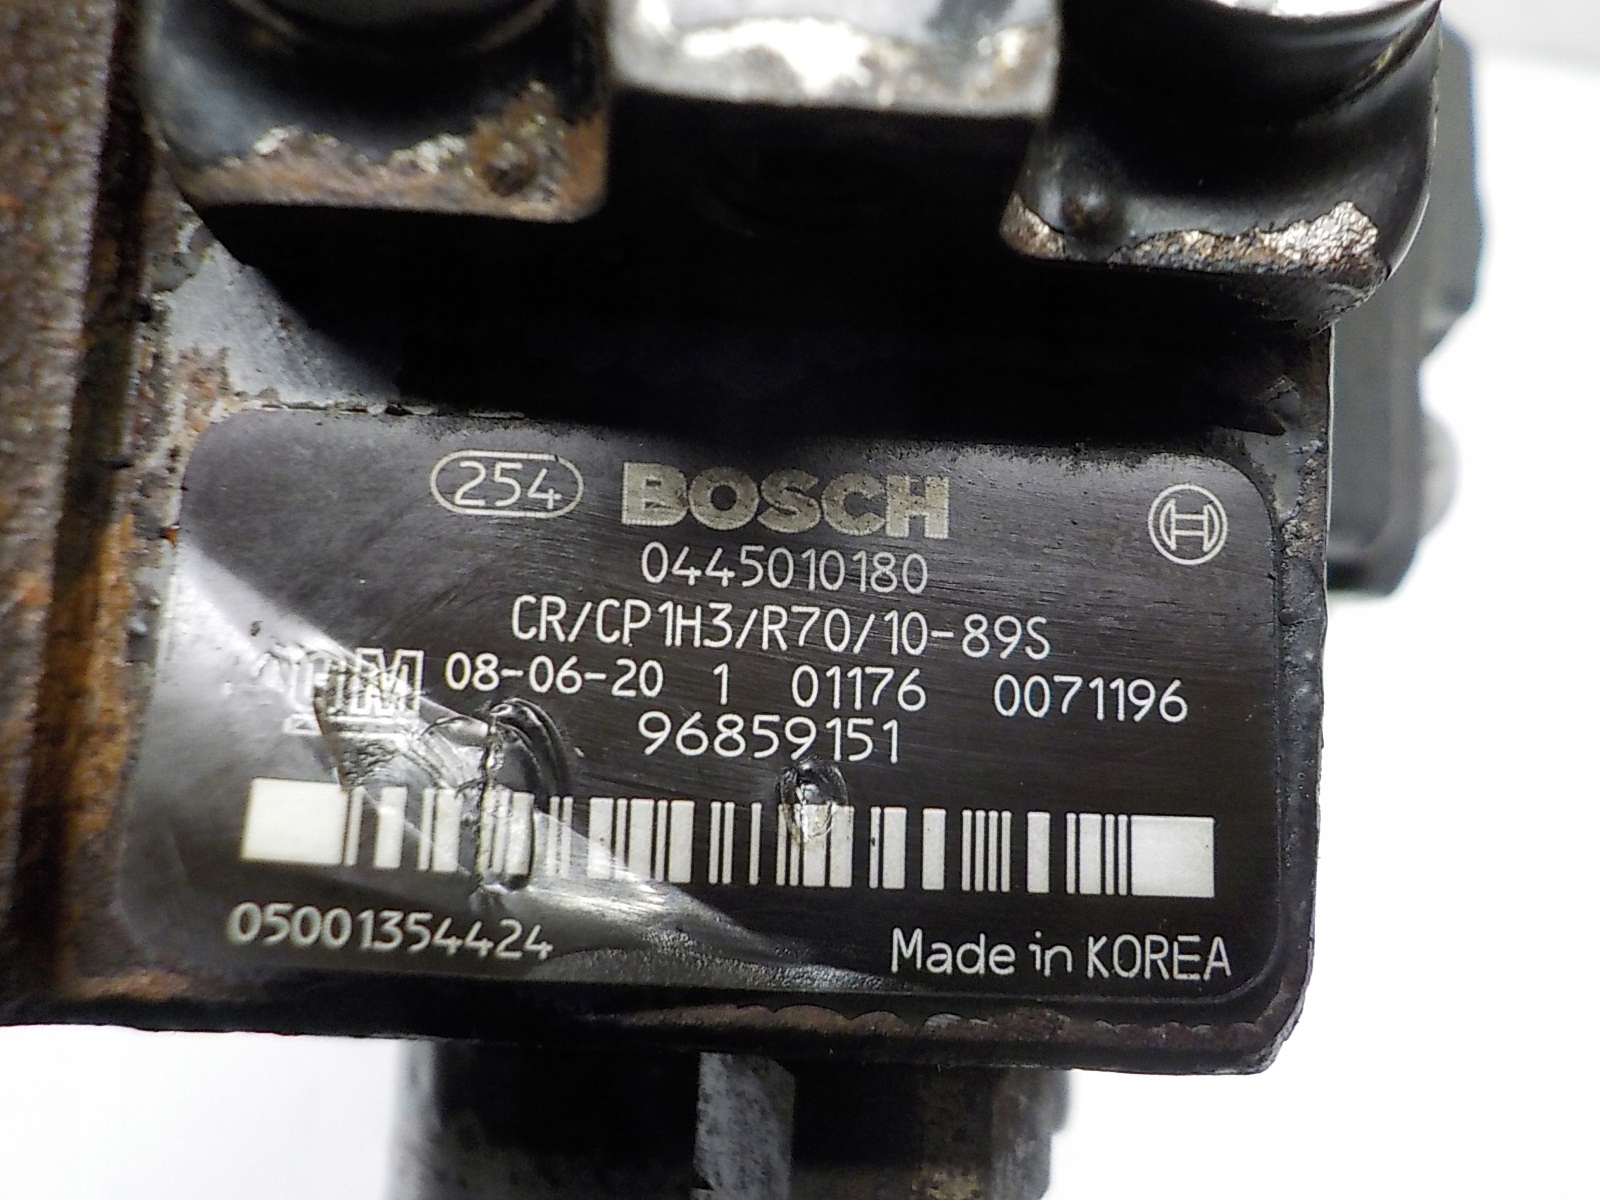 254 BOSCH
0445010180
CR/CP1H3/R70/10-89S
GM 08-06-20 1 01176 0071196
96859151
05001354424 Made in KOREA